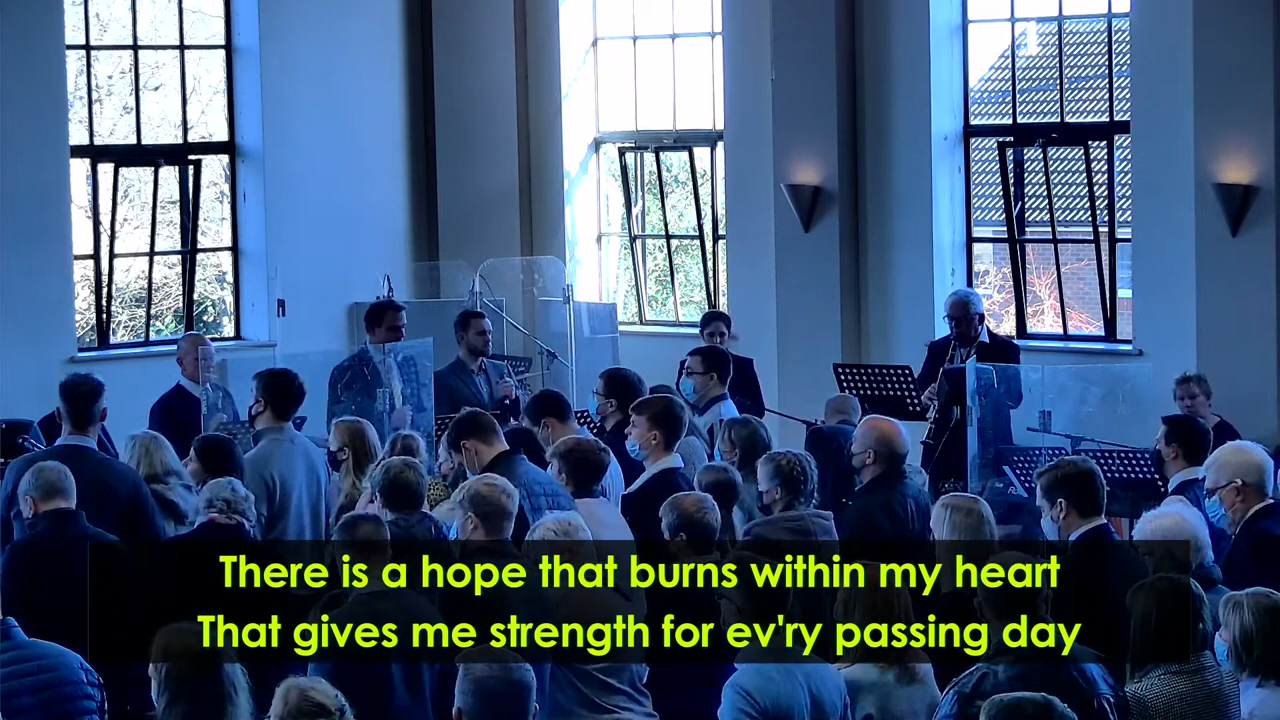 There is a hope that burns within my heart
That gives me strength for ev'ry passing day